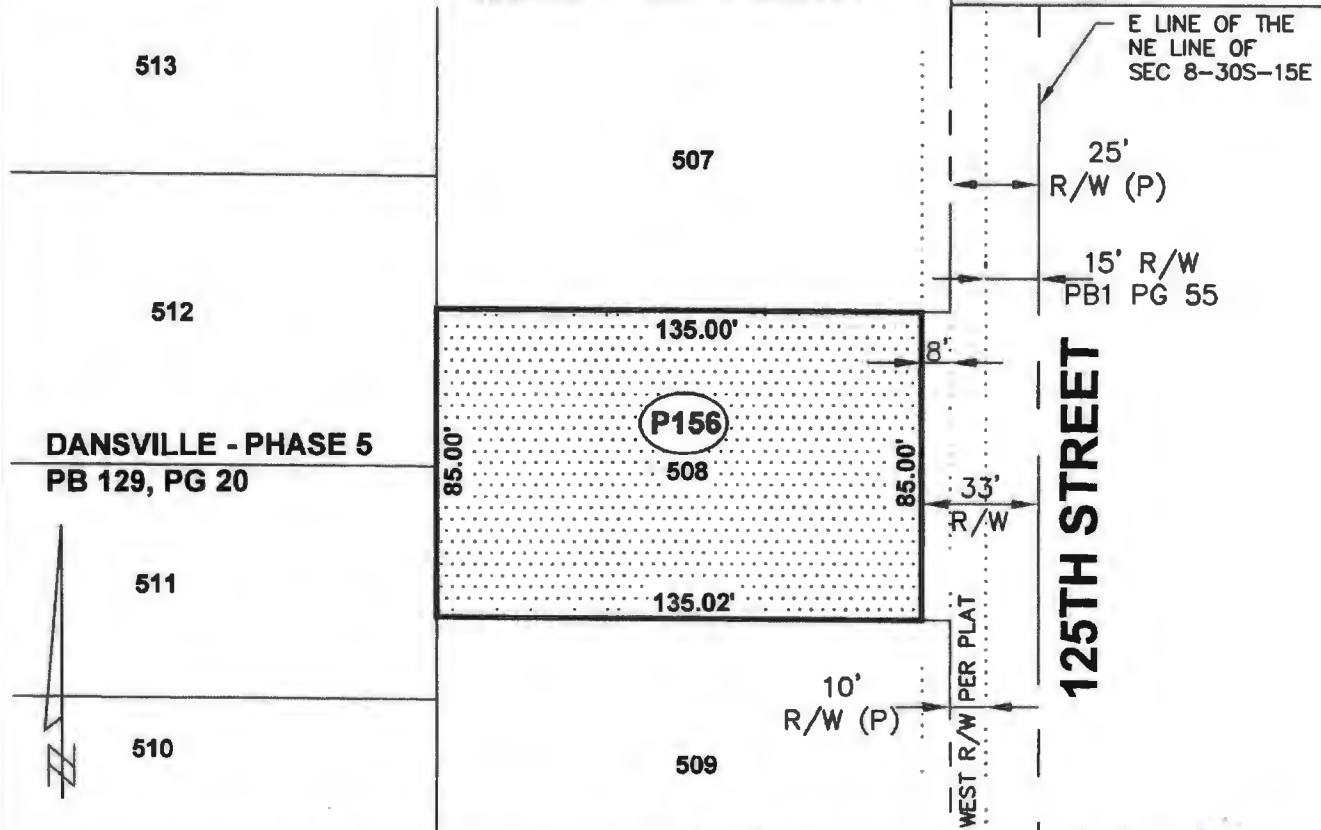 E LINE OF THE
NE LINE OF
SEC 8-30S-15E
513
507
25'
R/W (P)
15' R/W
PB1 PG 55
512
135.00'
8'
P156
508
DANSVILLE - PHASE 5
PB 129, PG 20
85.00'
85.00'
33'
R/W
125TH STREET
511
135.02'
WEST R/W PER PLAT
10'
R/W (P)
510
509
N